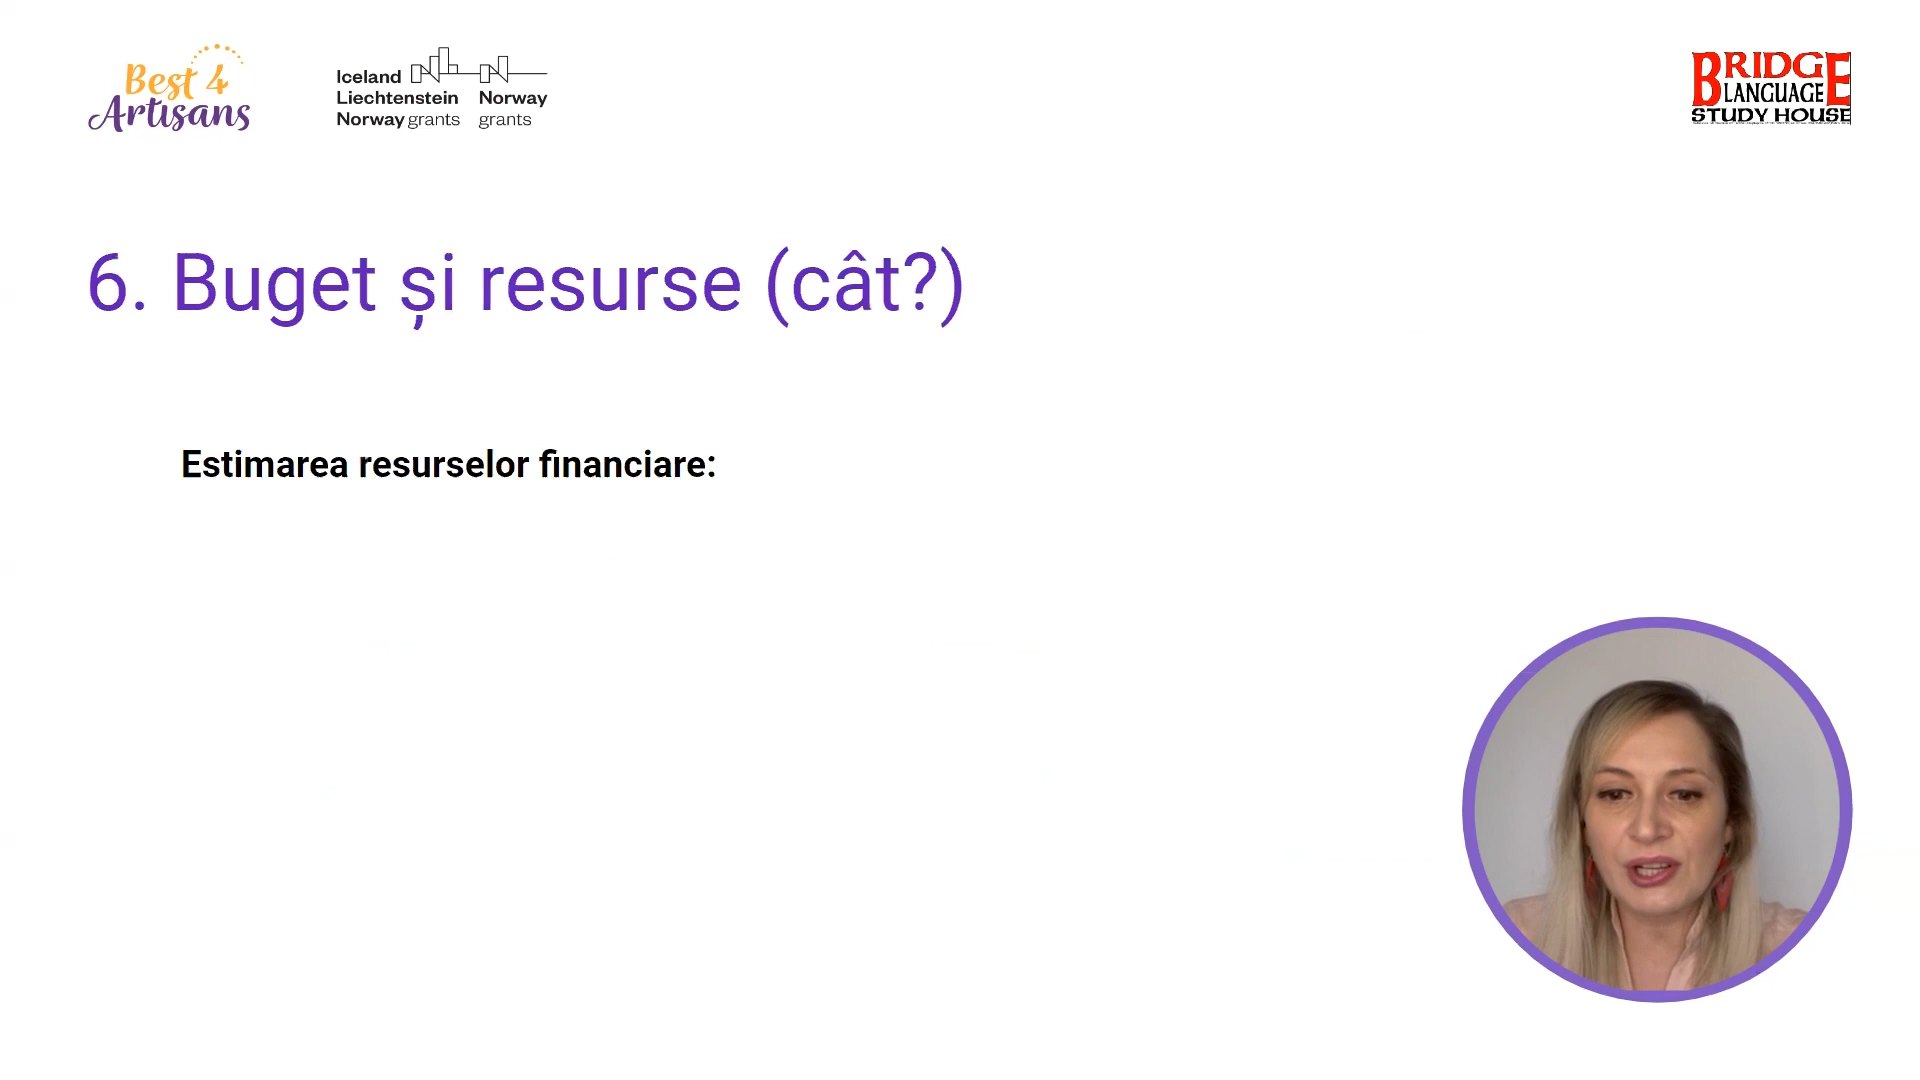 Best 4
Artisans
Iceland
Liechtenstein
Norway grants
Norway
grants
BRIDGE
LANGUAGE
STUDY HOUSE
6. Buget și resurse (cât?)
Estimarea resurselor financiare: